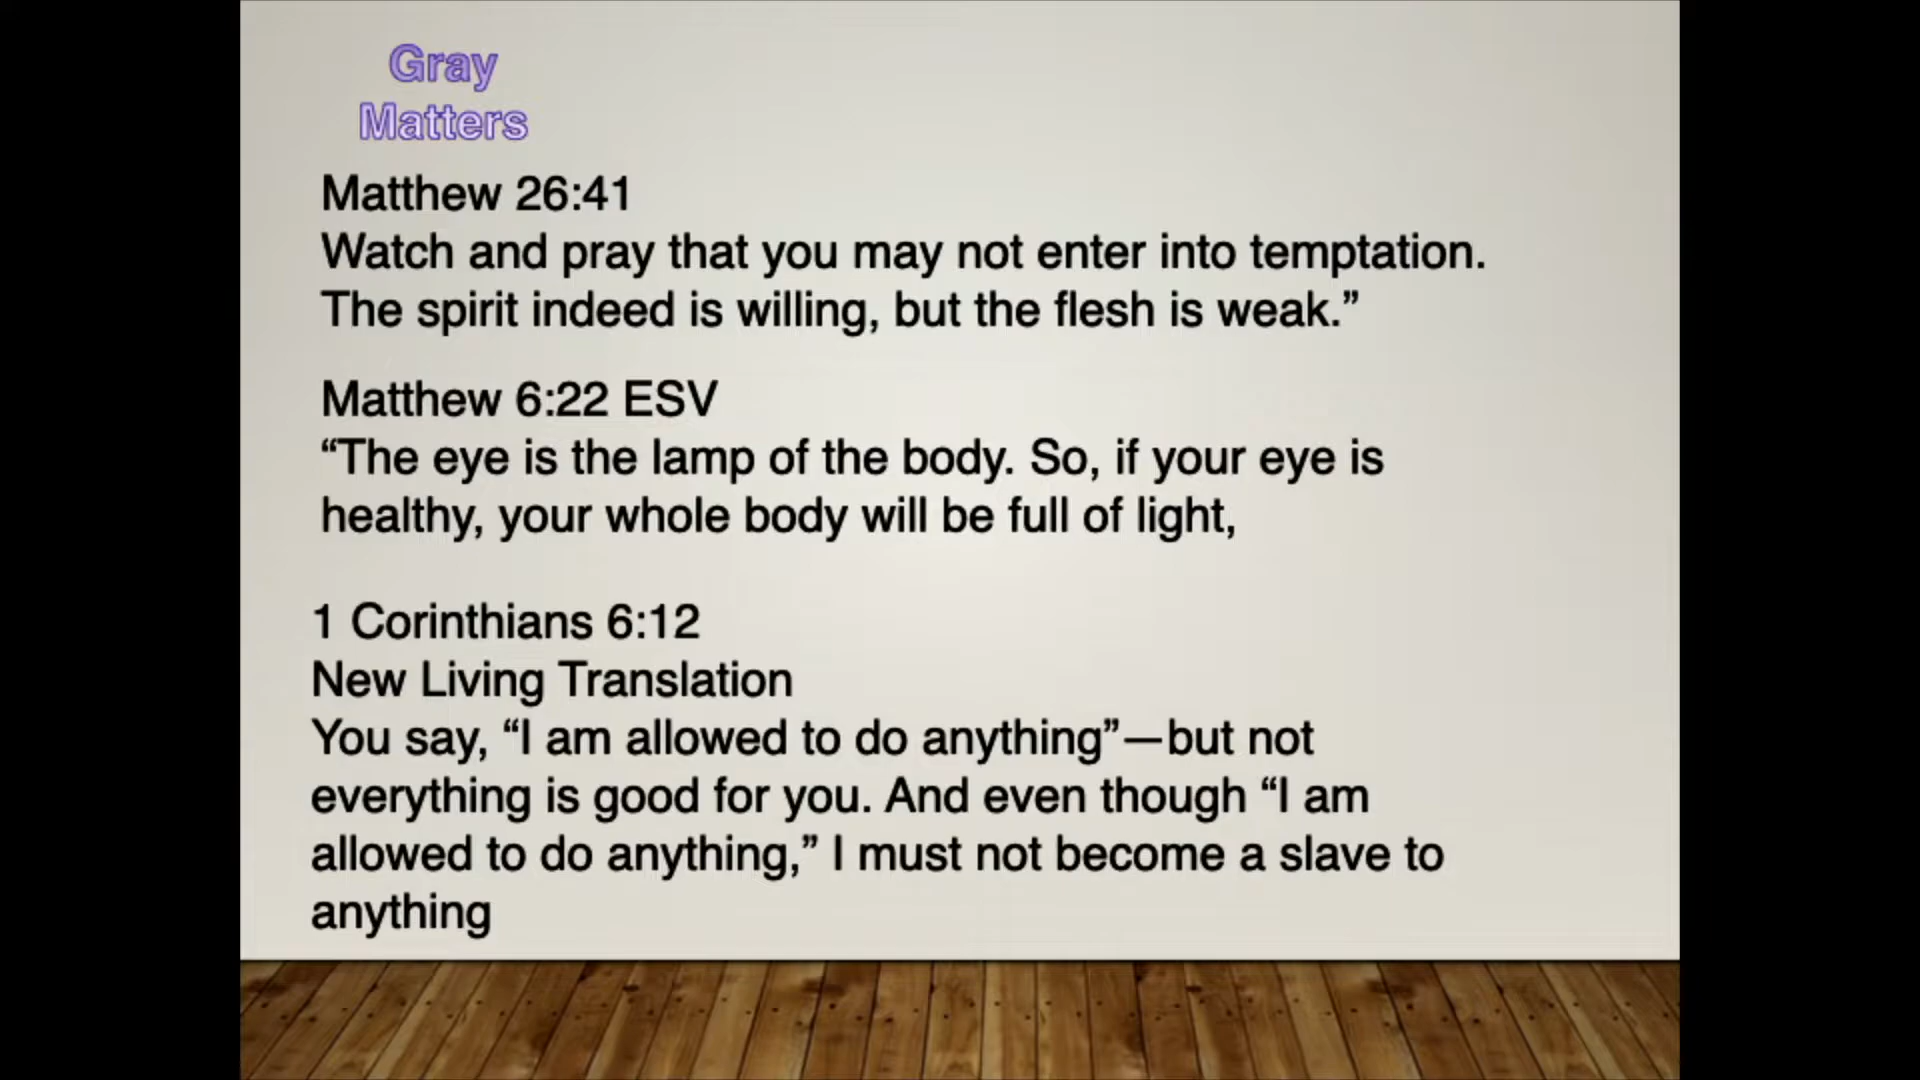 Gray
Matters
Matthew 26:41
Watch and pray that you may not enter into temptation.
The spirit indeed is willing, but the flesh is weak.”
Matthew 6:22 ESV
“The eye is the lamp of the body. So, if your eye is
healthy, your whole body will be full of light,
1 Corinthians 6:12
New Living Translation
You say, “I am allowed to do anything”—but not
everything is good for you. And even though “I am
allowed to do anything,” I must not become a slave to
anything